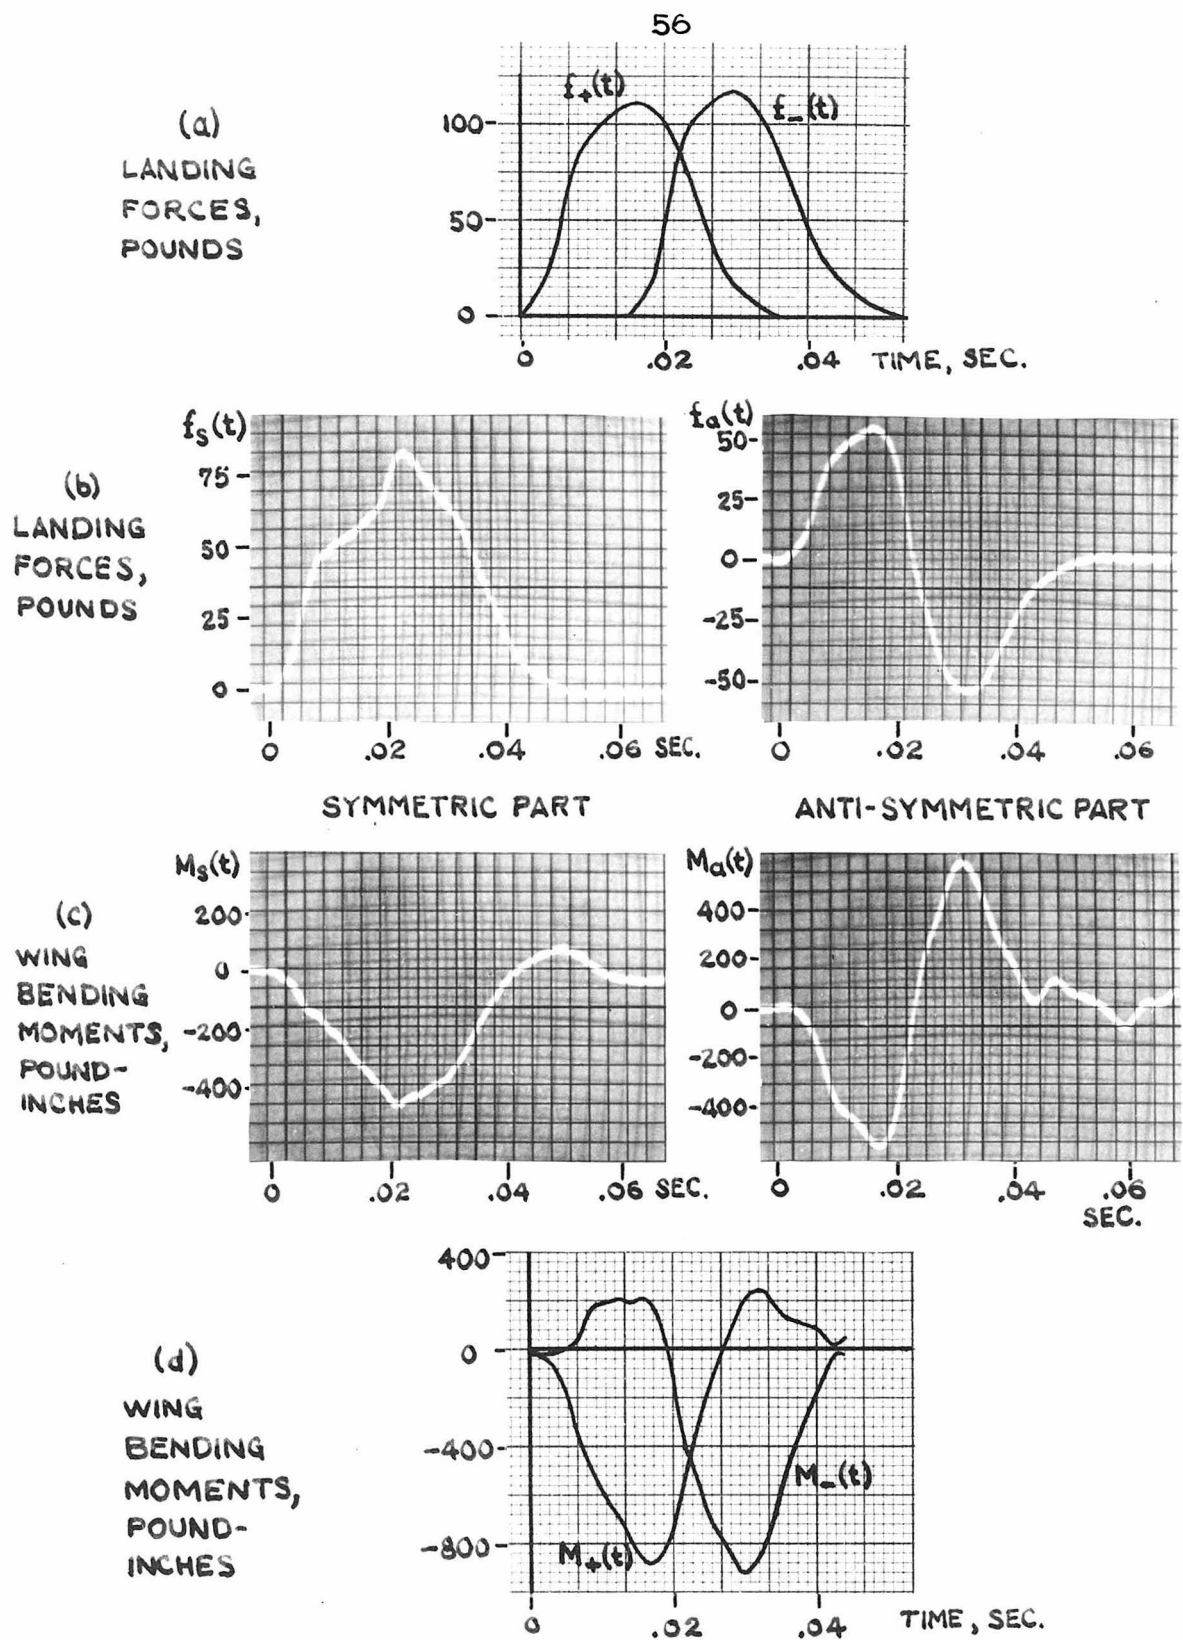 56
(a)
LANDING
FORCES,
POUNDS
f₊(t)
f₋(t)
100
50
0
0 .02 .04 TIME, SEC.
(b)
LANDING
FORCES,
POUNDS
fₛ(t)
75
50
25
0
0 .02 .04 .06 SEC.
fₐ(t)
50
25
0
-25
-50
0 .02 .04 .06
SYMMETRIC PART
ANTI-SYMMETRIC PART
(c)
WING
BENDING
MOMENTS,
POUND-
INCHES
Mₛ(t)
200
0
-200
-400
0 .02 .04 .06 SEC.
Mₐ(t)
400
200
0
-200
-400
0 .02 .04 .06
SEC.
(d)
WING
BENDING
MOMENTS,
POUND-
INCHES
400
0
-400
-800
M₊(t)
M₋(t)
0 .02 .04 TIME, SEC.